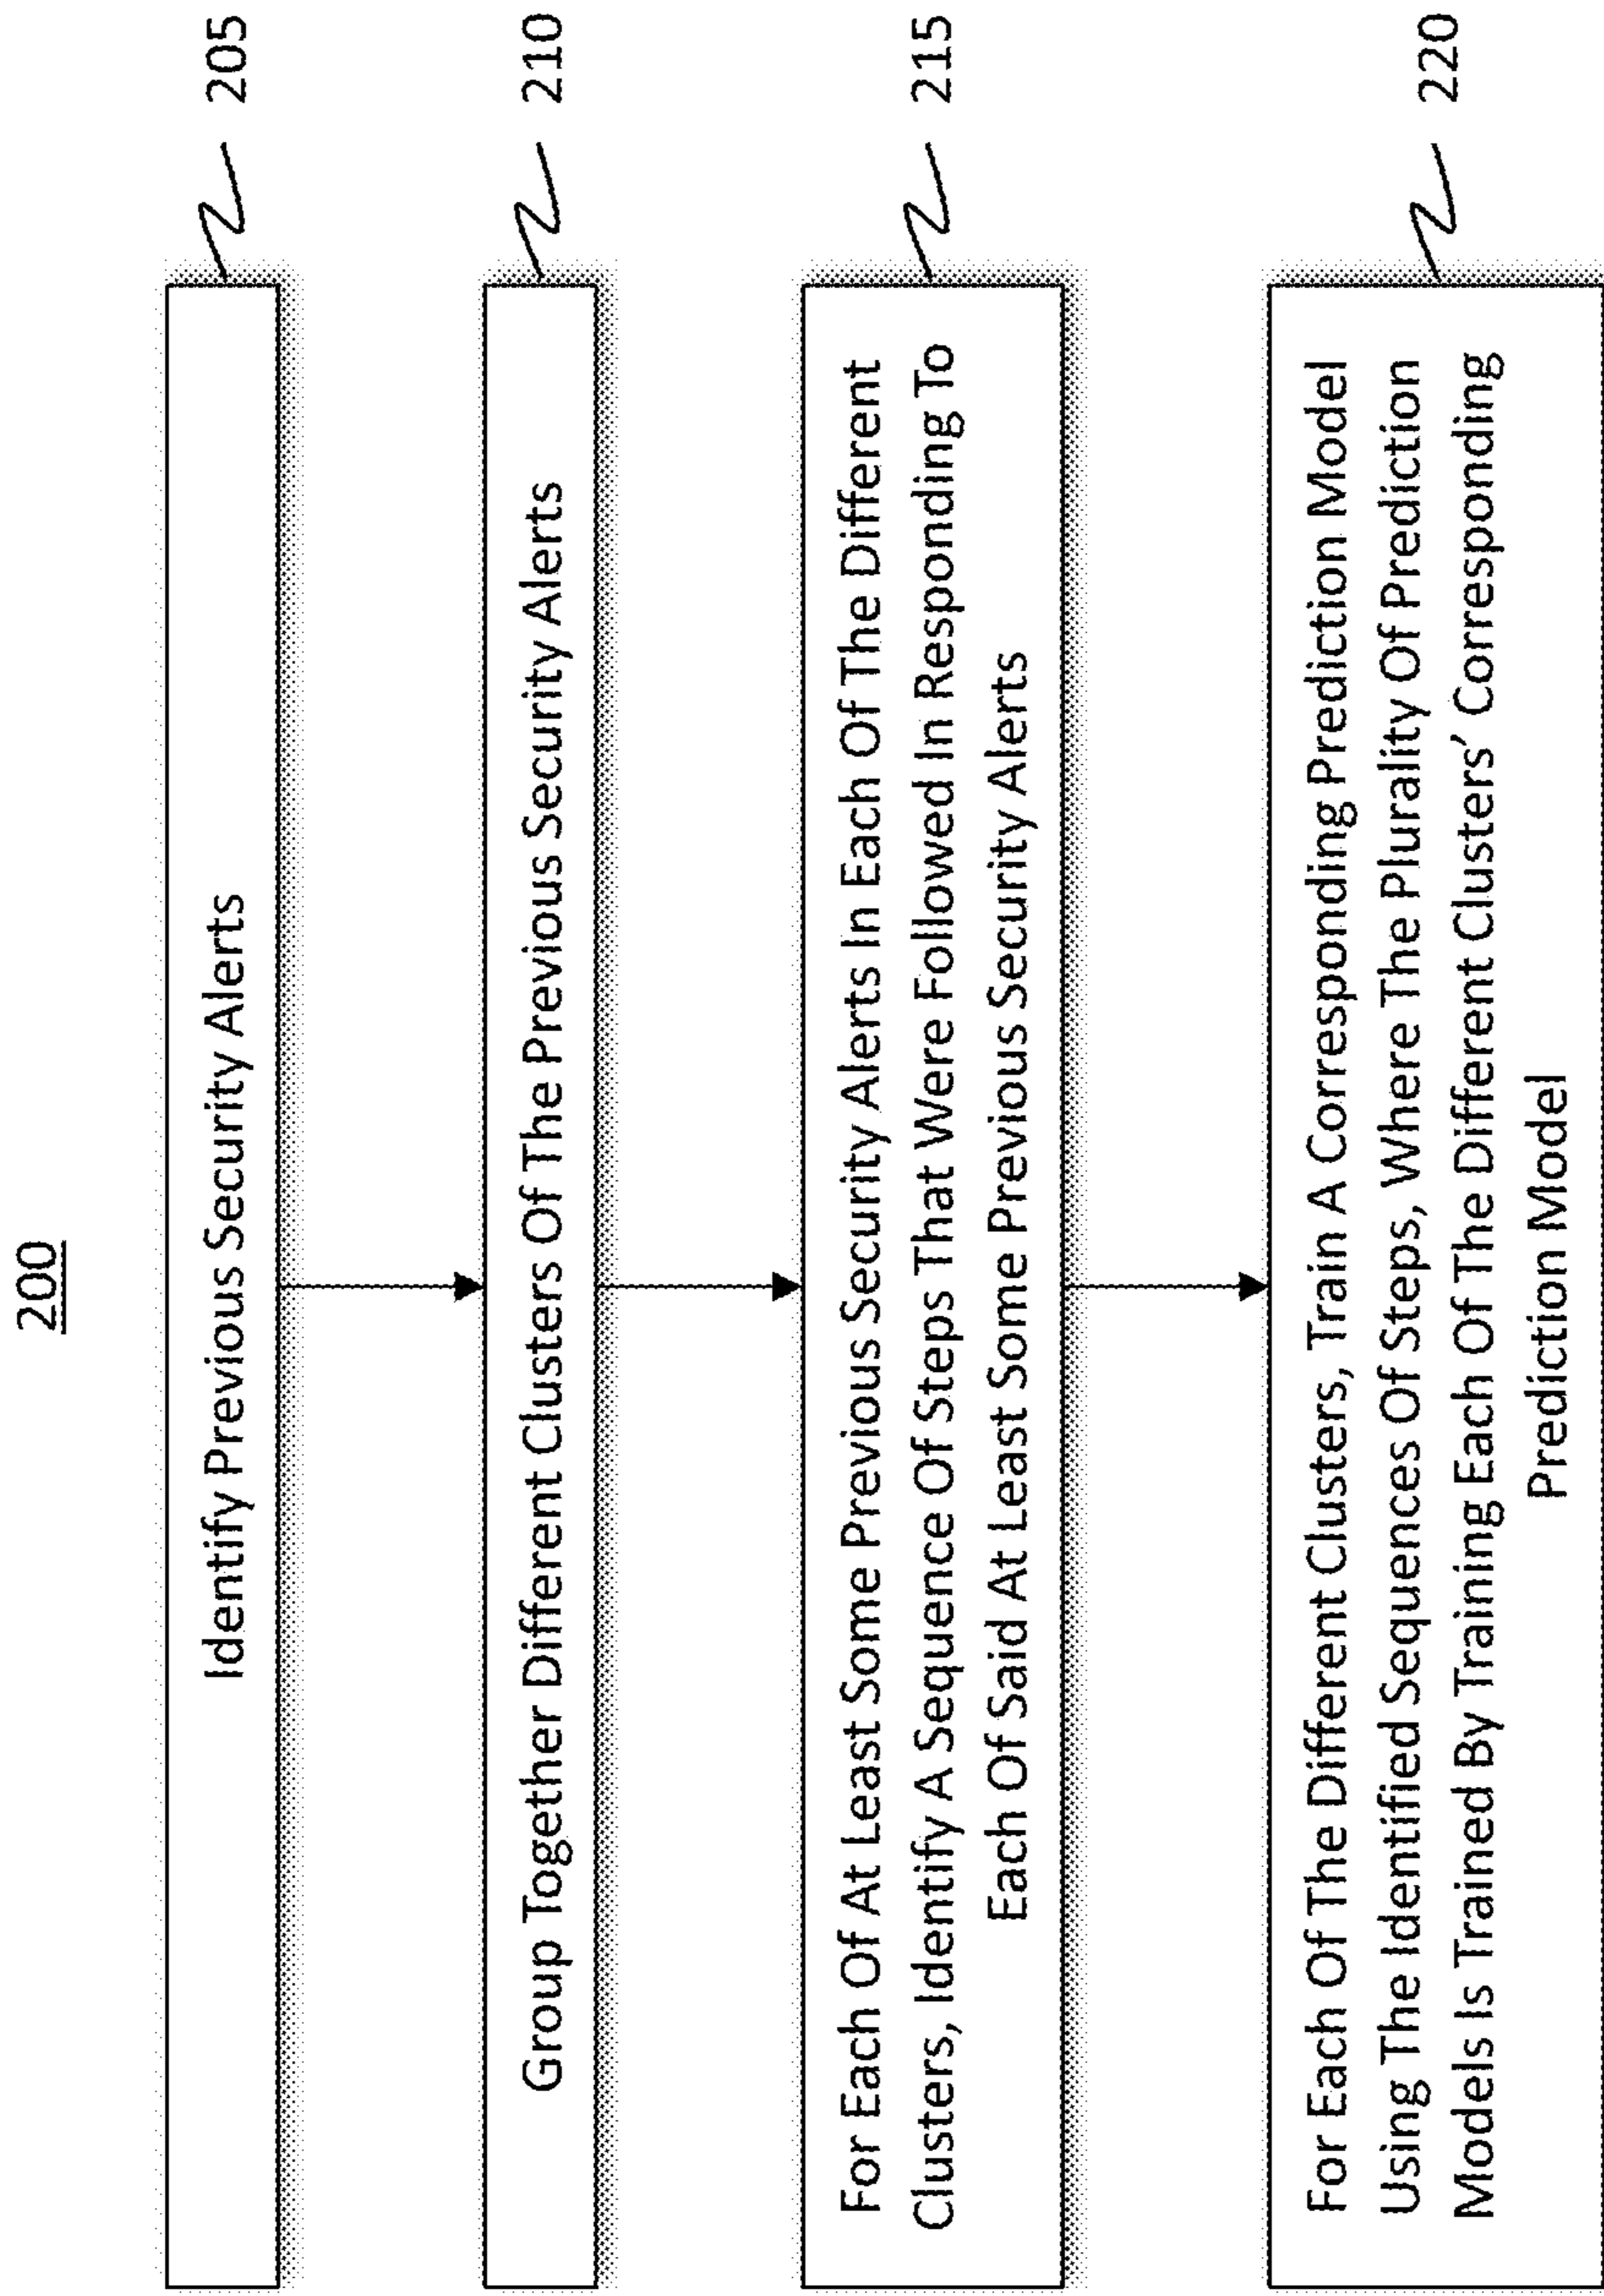 200
Identify Previous Security Alerts
205
Group Together Different Clusters Of The Previous Security Alerts
210
For Each Of At Least Some Previous Security Alerts In Each Of The Different
Clusters, Identify A Sequence Of Steps That Were Followed In Responding To
Each Of Said At Least Some Previous Security Alerts
215
For Each Of The Different Clusters, Train A Corresponding Prediction Model
Using The Identified Sequences Of Steps, Where The Plurality Of Prediction
Models Is Trained By Training Each Of The Different Clusters’ Corresponding
Prediction Model
220